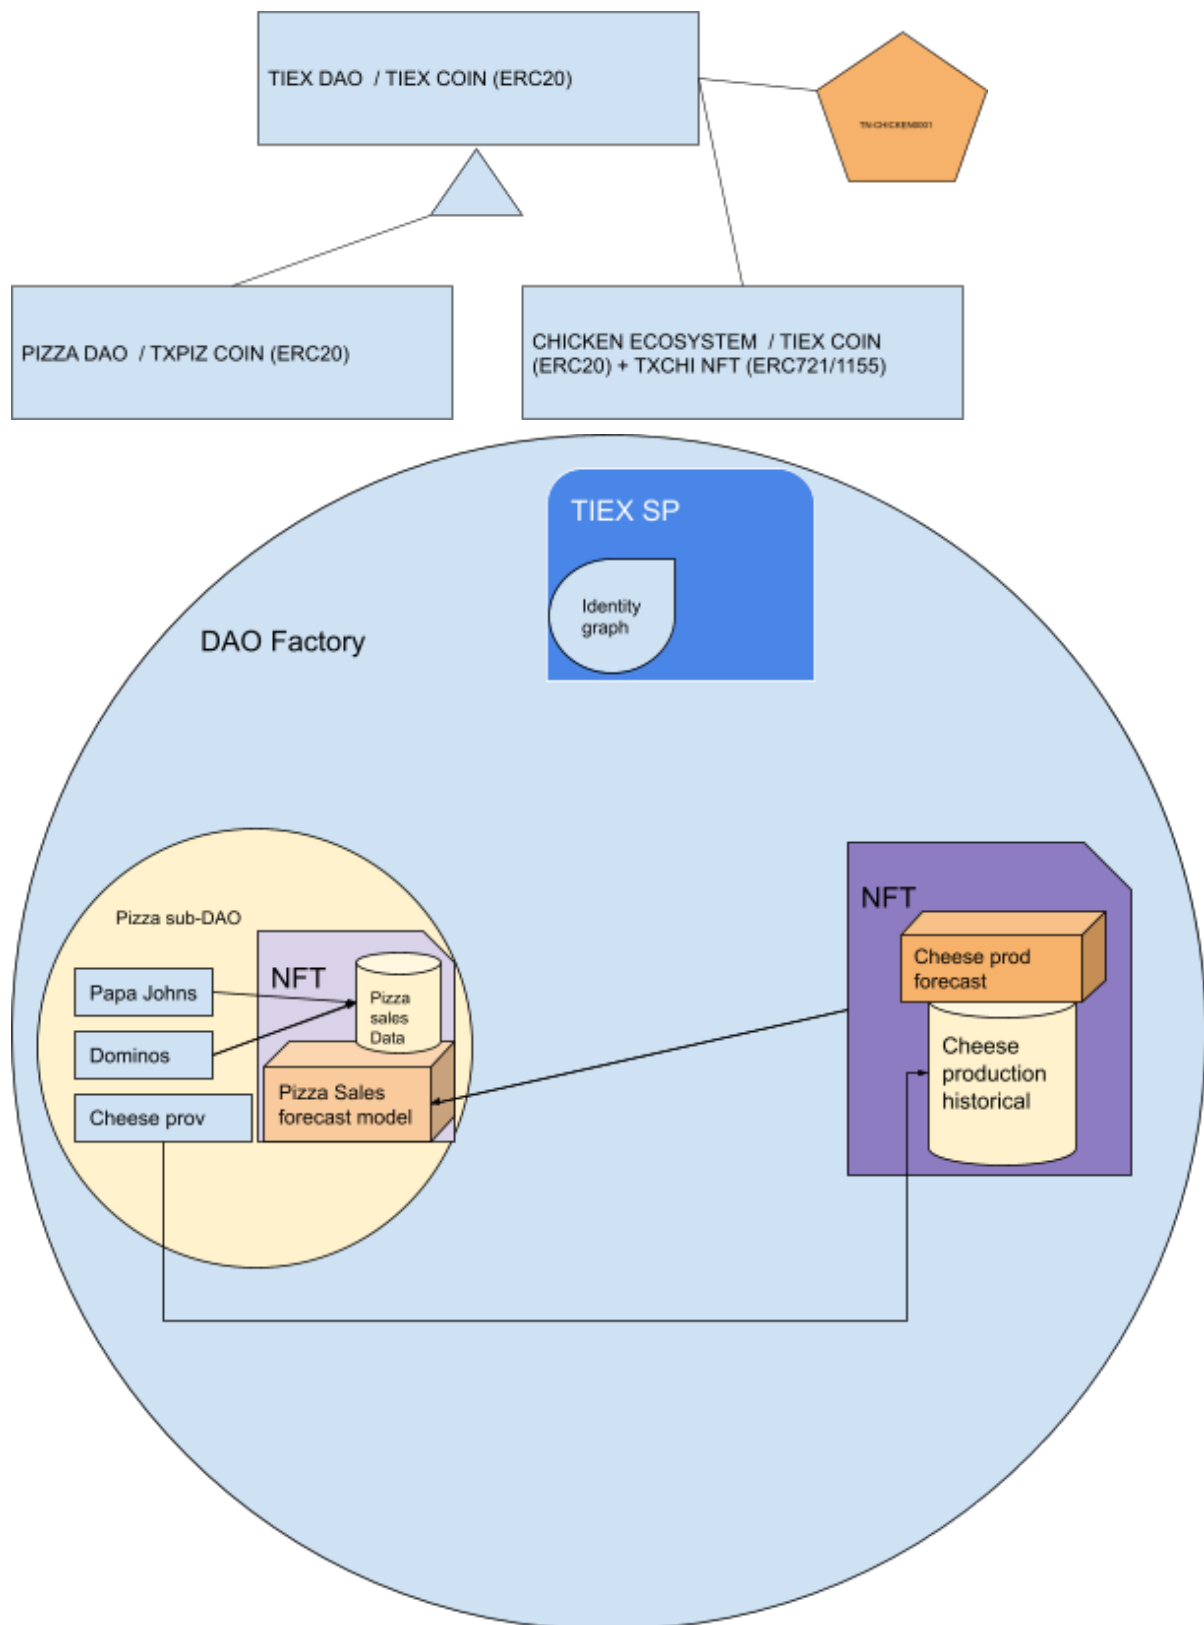 TIEX DAO / TIEX COIN (ERC20)
TN-CHICKEN0001
PIZZA DAO / TXPIZ COIN (ERC20)
CHICKEN ECOSYSTEM / TIEX COIN
(ERC20) + TXCHI NFT (ERC721/1155)
TIEX SP
Identity
graph
DAO Factory
Pizza sub-DAO
Papa Johns
Dominos
Cheese prov
NFT
Pizza
sales
Data
Pizza Sales
forecast model
NFT
Cheese prod
forecast
Cheese
production
historical